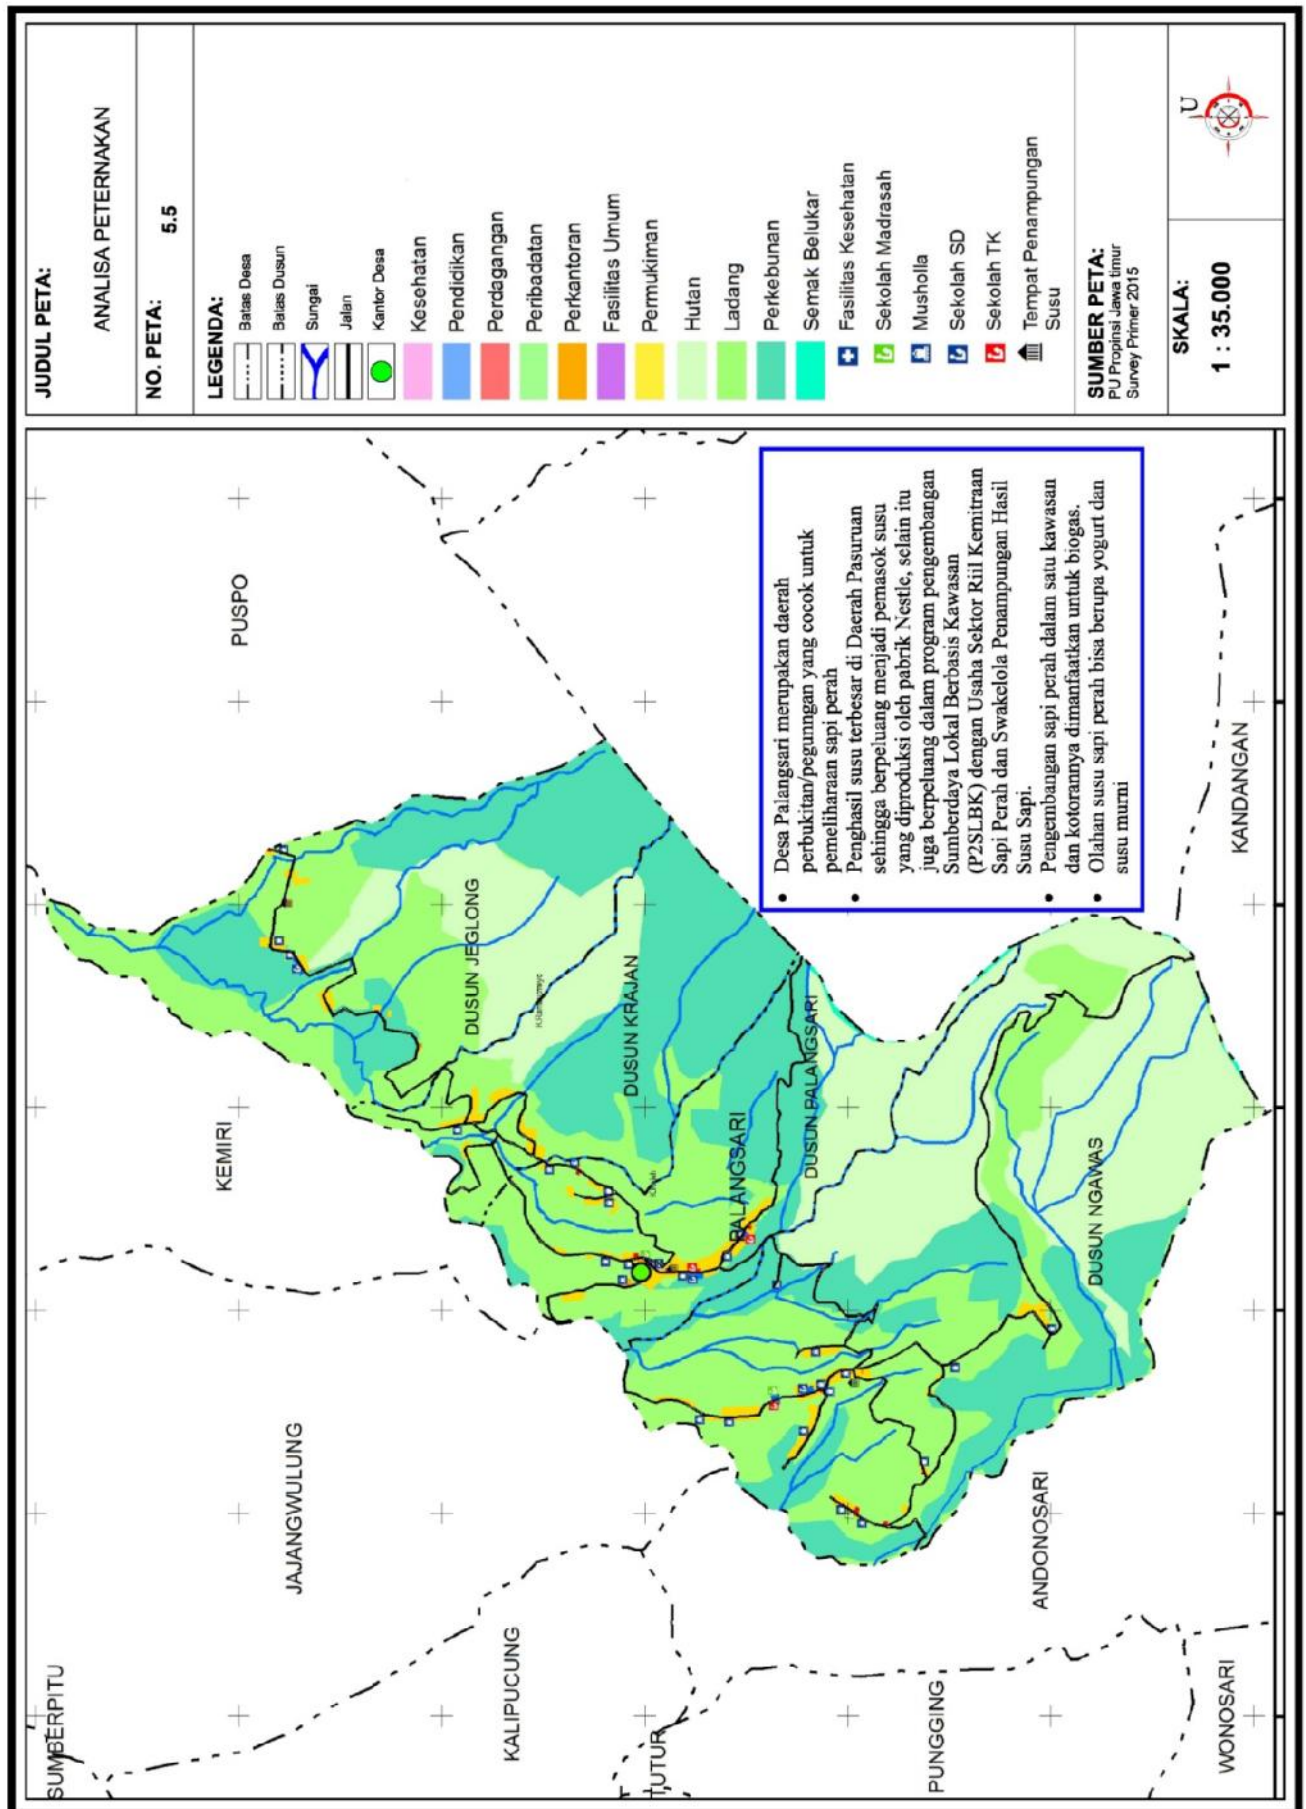 JUDUL PETA:
ANALISA PETERNAKAN
NO. PETA:
5.5
LEGENDA:
Batas Desa
Batas Dusun
Sungai
Jalan
Kantor Desa
Kesehatan
Pendidikan
Perdagangan
Peribadatan
Perkantoran
Fasilitas Umum
Permukiman
Hutan
Ladang
Perkebunan
Semak Belukar
Fasilitas Kesehatan
Sekolah Madrasah
Musholla
Sekolah SD
Sekolah TK
Tempat Penampungan
Susu
SUMBER PETA:
PU Propinsi Jawa timur
Survey Primer 2015
SKALA:
1 : 35.000
U
SUMBERPITU
JAJANGWULUNG
KEMIRI
PUSPO
KALIPUCUNG
DUSUN JEGLONG
DUSUN KRAJAN
TUTUR
PALANGSARI
DUSUN PALANGSARI
PUNGGING
ANDONOSARI
DUSUN NGAWAS
WONOSARI
KANDANGAN
• Desa Palangsari merupakan daerah
perbukitan/pegunungan yang cocok untuk
pemeliharaan sapi perah
• Penghasil susu terbesar di Daerah Pasuruan
sehingga berpeluang menjadi pemasok susu
yang diproduksi oleh pabrik Nestle, selain itu
juga berpeluang dalam program pengembangan
Sumberdaya Lokal Berbasis Kawasan
(P2SLBK) dengan Usaha Sektor Riil Kemitraan
Sapi Perah dan Swakelola Penampungan Hasil
Susu Sapi.
• Pengembangan sapi perah dalam satu kawasan
dan kotorannya dimanfaatkan untuk biogas.
• Olahan susu sapi perah bisa berupa yogurt dan
susu murni